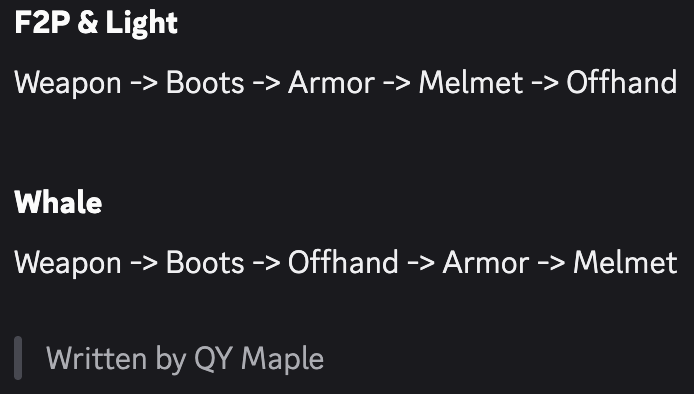 F2P & Light
Weapon -> Boots -> Armor -> Melmet -> Offhand
Whale
Weapon -> Boots -> Offhand -> Armor -> Melmet
Written by QY Maple